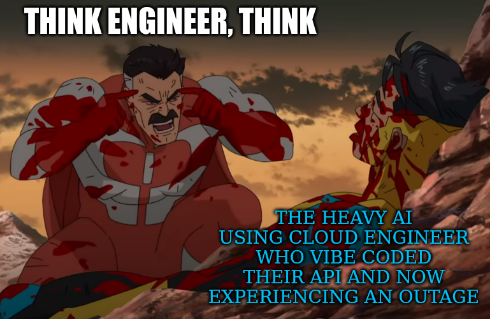 THINK ENGINEER, THINK
THE HEAVY AI
USING CLOUD ENGINEER
WHO VIBE CODED
THEIR API AND NOW
EXPERIENCING AN OUTAGE